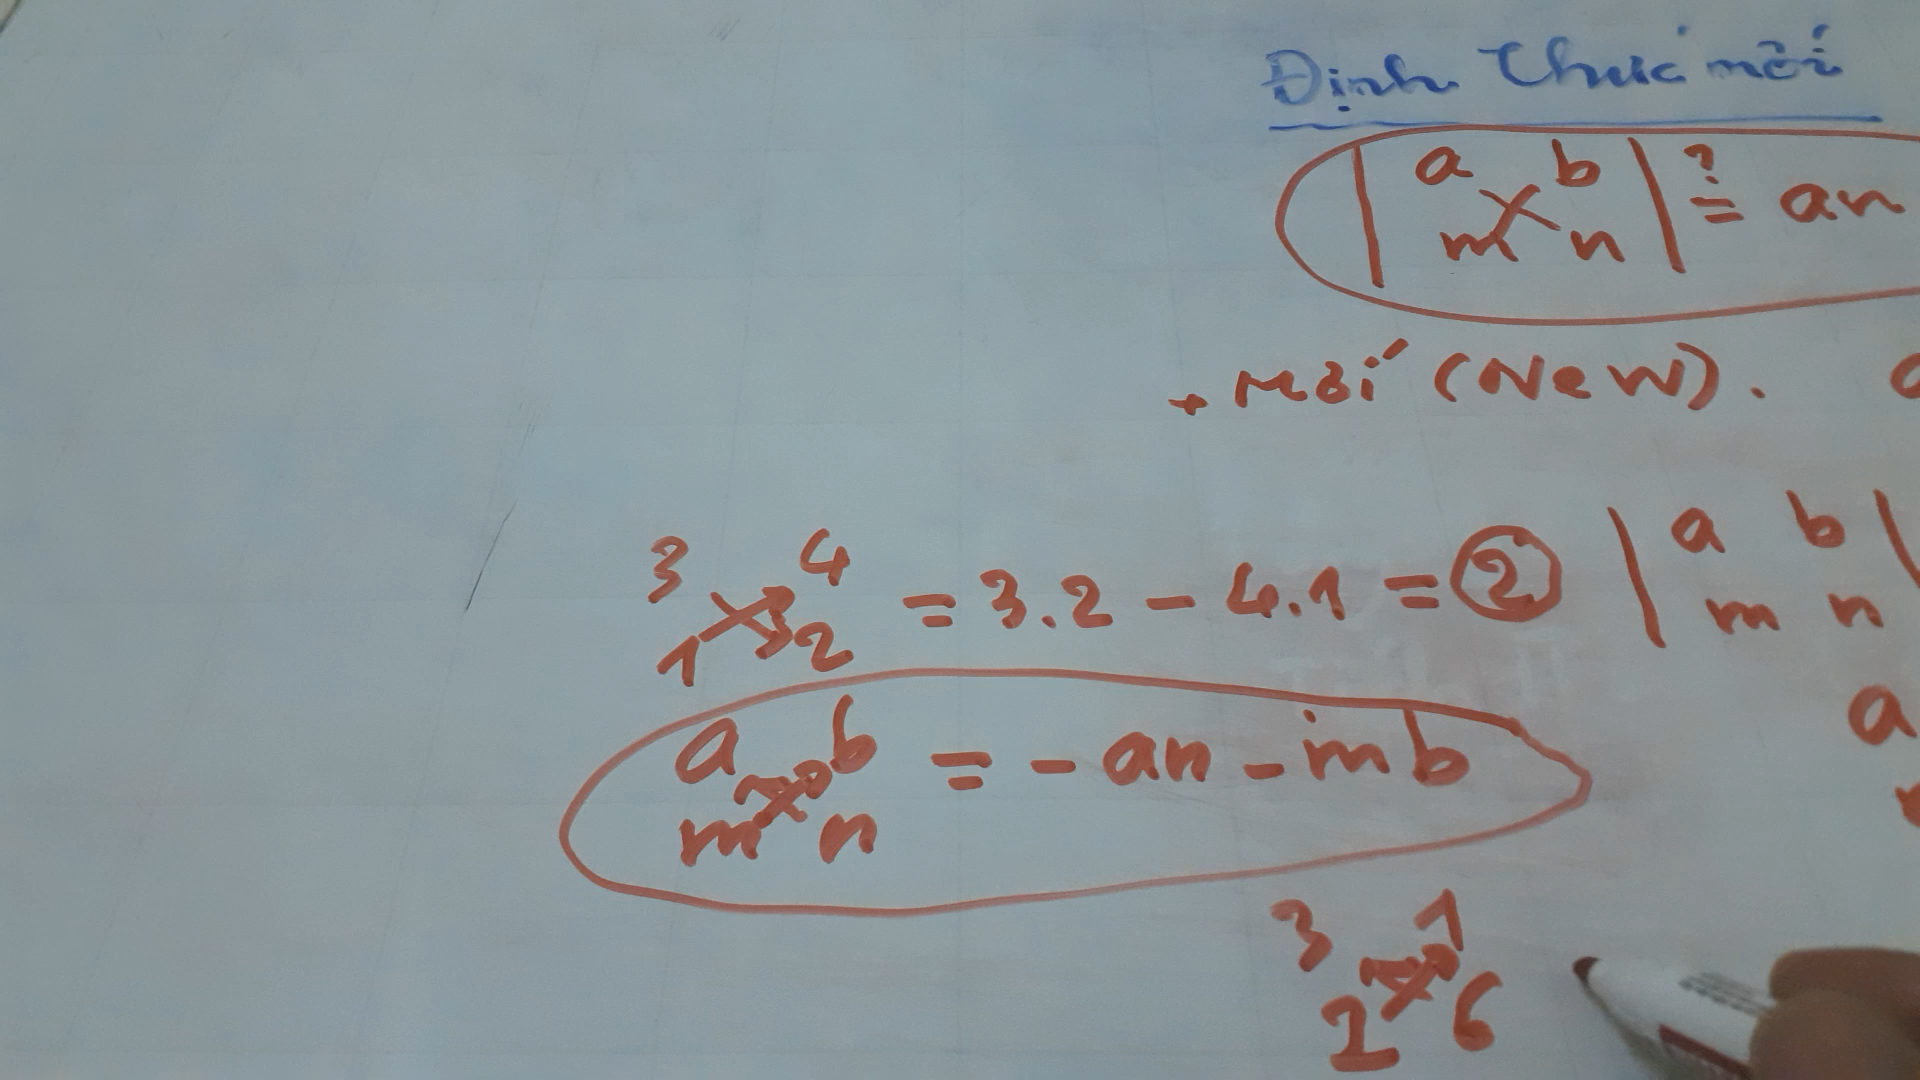 Định thức mới
| a b | ?
m n = an
+ Mới (New).
3 4
1 2 = 3.2 - 4.1 = 2
| a b |
m n
a b
m n = - an - mb
a
3 1
2 6